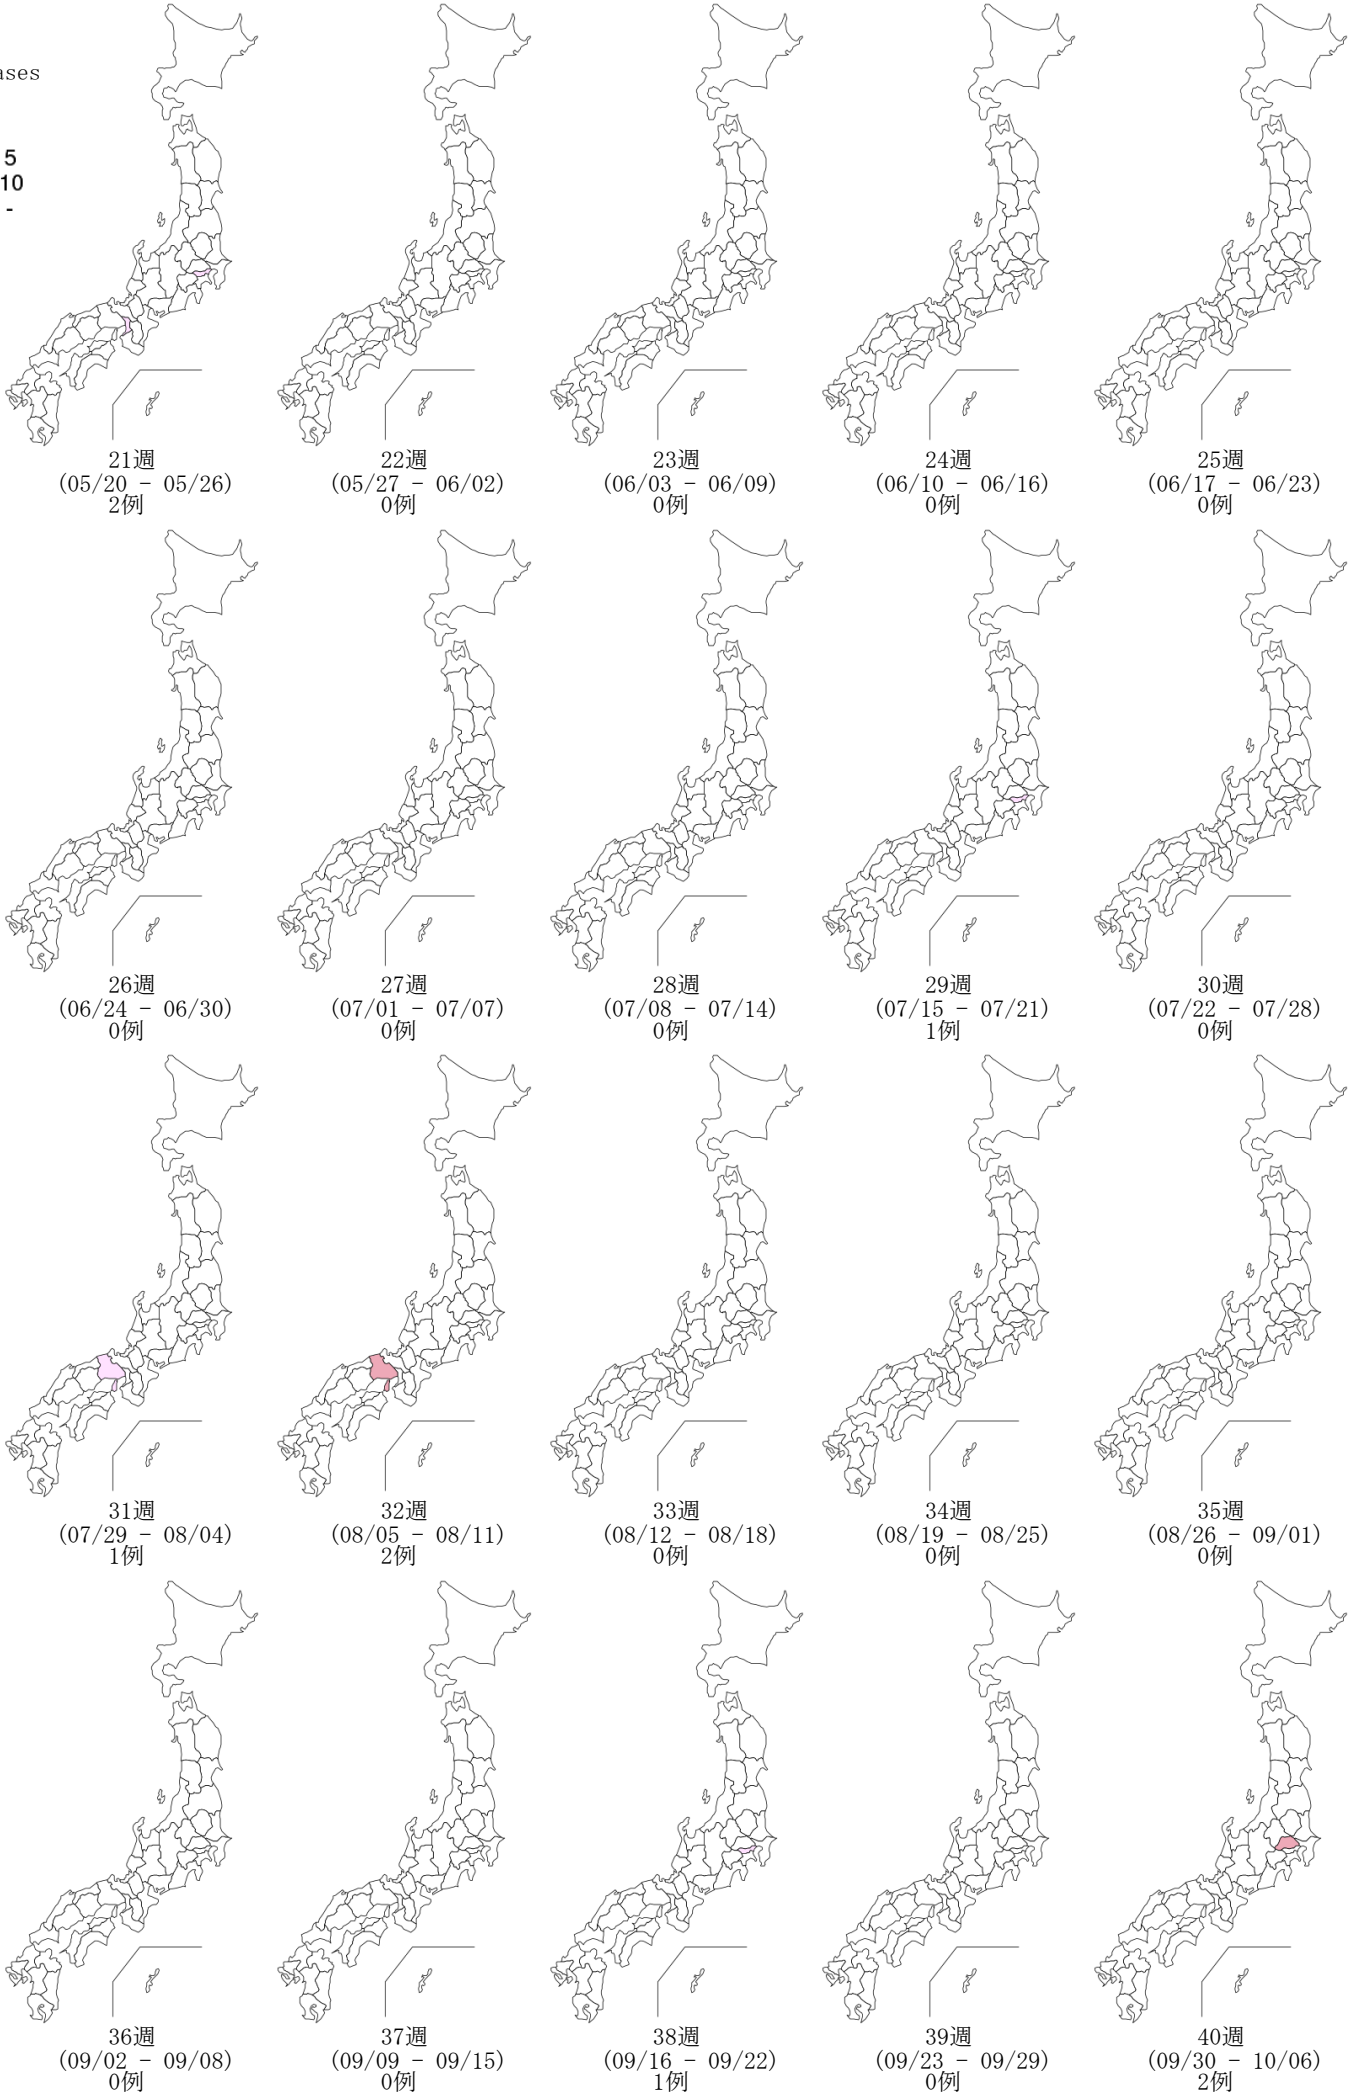 ases
5
10
-
21週
(05/20 - 05/26)
2例
22週
(05/27 - 06/02)
0例
23週
(06/03 - 06/09)
0例
24週
(06/10 - 06/16)
0例
25週
(06/17 - 06/23)
0例
26週
(06/24 - 06/30)
0例
27週
(07/01 - 07/07)
0例
28週
(07/08 - 07/14)
0例
29週
(07/15 - 07/21)
1例
30週
(07/22 - 07/28)
0例
31週
(07/29 - 08/04)
1例
32週
(08/05 - 08/11)
2例
33週
(08/12 - 08/18)
0例
34週
(08/19 - 08/25)
0例
35週
(08/26 - 09/01)
0例
36週
(09/02 - 09/08)
0例
37週
(09/09 - 09/15)
0例
38週
(09/16 - 09/22)
1例
39週
(09/23 - 09/29)
0例
40週
(09/30 - 10/06)
2例